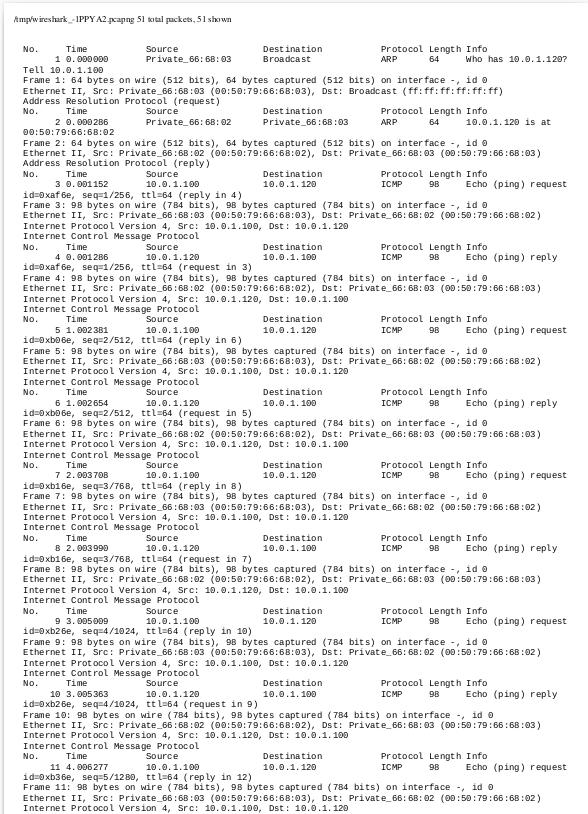 /tmp/wireshark_-1PPYA2.pcapng 51 total packets, 51 shown
No. Time Source Destination Protocol Length Info
1 0.000000 Private_66:68:03 Broadcast ARP 64 Who has 10.0.1.120?
Tell 10.0.1.100
Frame 1: 64 bytes on wire (512 bits), 64 bytes captured (512 bits) on interface -, id 0
Ethernet II, Src: Private_66:68:03 (00:50:79:66:68:03), Dst: Broadcast (ff:ff:ff:ff:ff:ff)
Address Resolution Protocol (request)
No. Time Source Destination Protocol Length Info
2 0.000286 Private_66:68:02 Private_66:68:03 ARP 64 10.0.1.120 is at
00:50:79:66:68:02
Frame 2: 64 bytes on wire (512 bits), 64 bytes captured (512 bits) on interface -, id 0
Ethernet II, Src: Private_66:68:02 (00:50:79:66:68:02), Dst: Private_66:68:03 (00:50:79:66:68:03)
Address Resolution Protocol (reply)
No. Time Source Destination Protocol Length Info
3 0.001152 10.0.1.100 10.0.1.120 ICMP 98 Echo (ping) request
id=0xaf6e, seq=1/256, ttl=64 (reply in 4)
Frame 3: 98 bytes on wire (784 bits), 98 bytes captured (784 bits) on interface -, id 0
Ethernet II, Src: Private_66:68:03 (00:50:79:66:68:03), Dst: Private_66:68:02 (00:50:79:66:68:02)
Internet Protocol Version 4, Src: 10.0.1.100, Dst: 10.0.1.120
Internet Control Message Protocol
No. Time Source Destination Protocol Length Info
4 0.001286 10.0.1.120 10.0.1.100 ICMP 98 Echo (ping) reply
id=0xaf6e, seq=1/256, ttl=64 (request in 3)
Frame 4: 98 bytes on wire (784 bits), 98 bytes captured (784 bits) on interface -, id 0
Ethernet II, Src: Private_66:68:02 (00:50:79:66:68:02), Dst: Private_66:68:03 (00:50:79:66:68:03)
Internet Protocol Version 4, Src: 10.0.1.120, Dst: 10.0.1.100
Internet Control Message Protocol
No. Time Source Destination Protocol Length Info
5 1.002381 10.0.1.100 10.0.1.120 ICMP 98 Echo (ping) request
id=0xb06e, seq=2/512, ttl=64 (reply in 6)
Frame 5: 98 bytes on wire (784 bits), 98 bytes captured (784 bits) on interface -, id 0
Ethernet II, Src: Private_66:68:03 (00:50:79:66:68:03), Dst: Private_66:68:02 (00:50:79:66:68:02)
Internet Protocol Version 4, Src: 10.0.1.100, Dst: 10.0.1.120
Internet Control Message Protocol
No. Time Source Destination Protocol Length Info
6 1.002654 10.0.1.120 10.0.1.100 ICMP 98 Echo (ping) reply
id=0xb06e, seq=2/512, ttl=64 (request in 5)
Frame 6: 98 bytes on wire (784 bits), 98 bytes captured (784 bits) on interface -, id 0
Ethernet II, Src: Private_66:68:02 (00:50:79:66:68:02), Dst: Private_66:68:03 (00:50:79:66:68:03)
Internet Protocol Version 4, Src: 10.0.1.120, Dst: 10.0.1.100
Internet Control Message Protocol
No. Time Source Destination Protocol Length Info
7 2.003708 10.0.1.100 10.0.1.120 ICMP 98 Echo (ping) request
id=0xb16e, seq=3/768, ttl=64 (reply in 8)
Frame 7: 98 bytes on wire (784 bits), 98 bytes captured (784 bits) on interface -, id 0
Ethernet II, Src: Private_66:68:03 (00:50:79:66:68:03), Dst: Private_66:68:02 (00:50:79:66:68:02)
Internet Protocol Version 4, Src: 10.0.1.100, Dst: 10.0.1.120
Internet Control Message Protocol
No. Time Source Destination Protocol Length Info
8 2.003990 10.0.1.120 10.0.1.100 ICMP 98 Echo (ping) reply
id=0xb16e, seq=3/768, ttl=64 (request in 7)
Frame 8: 98 bytes on wire (784 bits), 98 bytes captured (784 bits) on interface -, id 0
Ethernet II, Src: Private_66:68:02 (00:50:79:66:68:02), Dst: Private_66:68:03 (00:50:79:66:68:03)
Internet Protocol Version 4, Src: 10.0.1.120, Dst: 10.0.1.100
Internet Control Message Protocol
No. Time Source Destination Protocol Length Info
9 3.005009 10.0.1.100 10.0.1.120 ICMP 98 Echo (ping) request
id=0xb26e, seq=4/1024, ttl=64 (reply in 10)
Frame 9: 98 bytes on wire (784 bits), 98 bytes captured (784 bits) on interface -, id 0
Ethernet II, Src: Private_66:68:03 (00:50:79:66:68:03), Dst: Private_66:68:02 (00:50:79:66:68:02)
Internet Protocol Version 4, Src: 10.0.1.100, Dst: 10.0.1.120
Internet Control Message Protocol
No. Time Source Destination Protocol Length Info
10 3.005363 10.0.1.120 10.0.1.100 ICMP 98 Echo (ping) reply
id=0xb26e, seq=4/1024, ttl=64 (request in 9)
Frame 10: 98 bytes on wire (784 bits), 98 bytes captured (784 bits) on interface -, id 0
Ethernet II, Src: Private_66:68:02 (00:50:79:66:68:02), Dst: Private_66:68:03 (00:50:79:66:68:03)
Internet Protocol Version 4, Src: 10.0.1.120, Dst: 10.0.1.100
Internet Control Message Protocol
No. Time Source Destination Protocol Length Info
11 4.006277 10.0.1.100 10.0.1.120 ICMP 98 Echo (ping) request
id=0xb36e, seq=5/1280, ttl=64 (reply in 12)
Frame 11: 98 bytes on wire (784 bits), 98 bytes captured (784 bits) on interface -, id 0
Ethernet II, Src: Private_66:68:03 (00:50:79:66:68:03), Dst: Private_66:68:02 (00:50:79:66:68:02)
Internet Protocol Version 4, Src: 10.0.1.100, Dst: 10.0.1.120